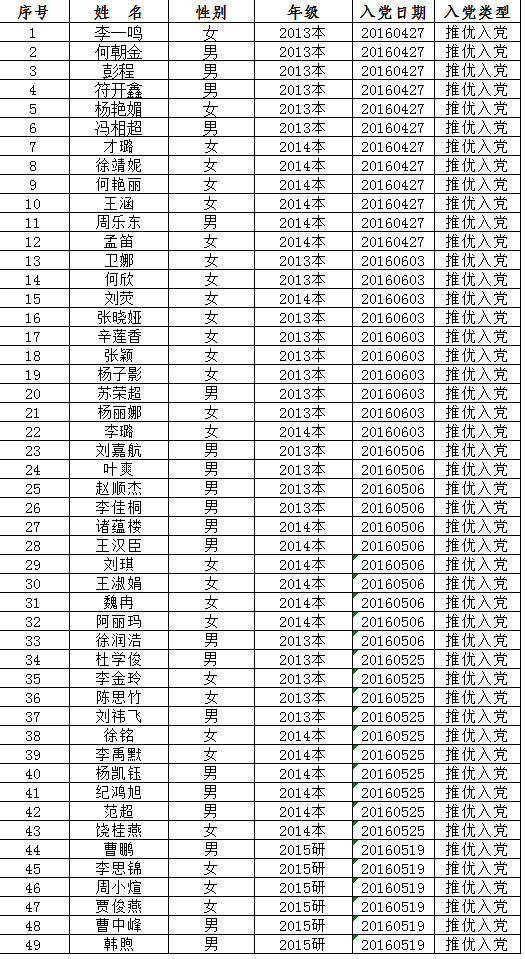 序号 姓 名 性别 年级 入党日期 入党类型
1 李一鸣 女 2013本 20160427 推优入党
2 何朝金 男 2013本 20160427 推优入党
3 彭程 男 2013本 20160427 推优入党
4 符开鑫 男 2013本 20160427 推优入党
5 杨艳媚 女 2013本 20160427 推优入党
6 冯相超 男 2013本 20160427 推优入党
7 才璐 女 2014本 20160427 推优入党
8 徐靖妮 女 2014本 20160427 推优入党
9 何艳丽 女 2014本 20160427 推优入党
10 王涵 女 2014本 20160427 推优入党
11 周乐东 男 2014本 20160427 推优入党
12 孟笛 女 2014本 20160427 推优入党
13 卫娜 女 2013本 20160603 推优入党
14 何欣 女 2013本 20160603 推优入党
15 刘荧 女 2014本 20160603 推优入党
16 张晓娅 女 2013本 20160603 推优入党
17 辛莲香 女 2013本 20160603 推优入党
18 张颖 女 2013本 20160603 推优入党
19 杨子影 女 2013本 20160603 推优入党
20 苏荣超 男 2013本 20160603 推优入党
21 杨丽娜 女 2013本 20160603 推优入党
22 李璐 女 2014本 20160603 推优入党
23 刘嘉航 男 2013本 20160506 推优入党
24 叶爽 男 2013本 20160506 推优入党
25 赵顺杰 男 2013本 20160506 推优入党
26 李佳桐 男 2013本 20160506 推优入党
27 诸蕴楼 男 2014本 20160506 推优入党
28 王汉臣 男 2014本 20160506 推优入党
29 刘琪 女 2014本 20160506 推优入党
30 王淑娟 女 2014本 20160506 推优入党
31 魏冉 女 2014本 20160506 推优入党
32 阿丽玛 女 2014本 20160506 推优入党
33 徐润浩 男 2014本 20160506 推优入党
34 杜学俊 男 2013本 20160525 推优入党
35 李金玲 女 2013本 20160525 推优入党
36 陈思竹 女 2013本 20160525 推优入党
37 刘祎飞 男 2013本 20160525 推优入党
38 徐铭 女 2014本 20160525 推优入党
39 李禹默 女 2014本 20160525 推优入党
40 杨凯钰 男 2014本 20160525 推优入党
41 纪鸿旭 男 2014本 20160525 推优入党
42 范超 男 2014本 20160525 推优入党
43 饶桂燕 女 2014本 20160525 推优入党
44 曹鹏 男 2015研 20160519 推优入党
45 李思锦 女 2015研 20160519 推优入党
46 周小煊 女 2015研 20160519 推优入党
47 贾俊燕 女 2015研 20160519 推优入党
48 曹中峰 男 2015研 20160519 推优入党
49 韩煦 男 2015研 20160519 推优入党